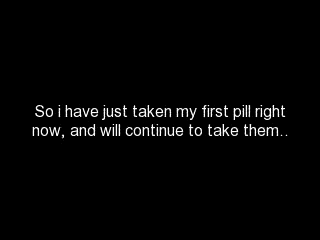 So i have just taken my first pill right
now, and will continue to take them..